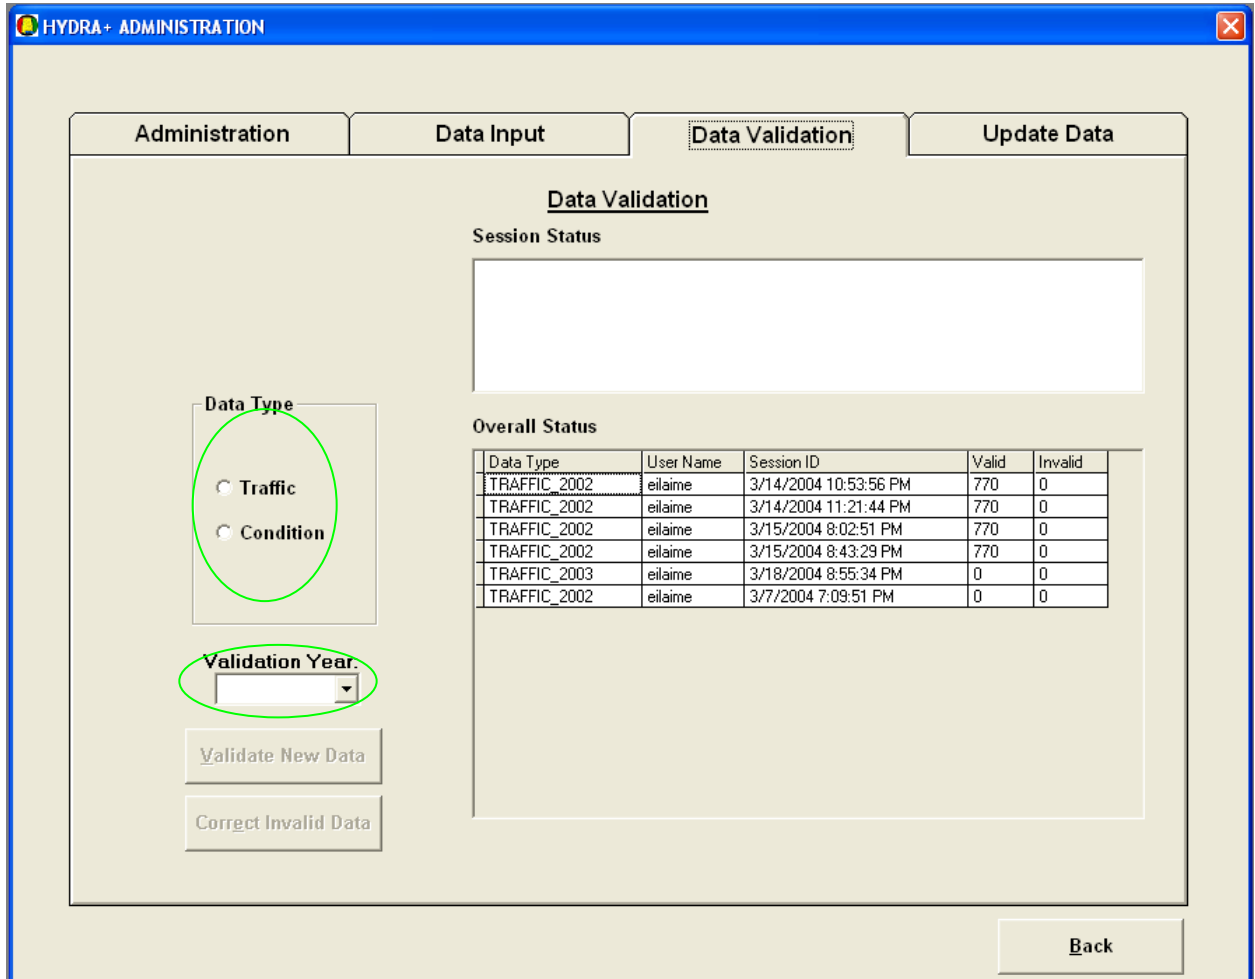 HYDRA+ ADMINISTRATION
Administration Data Input Data Validation Update Data
Data Validation
Session Status
Data Type
Traffic
Condition
Validation Year:
Validate New Data
Correct Invalid Data
Overall Status
Data Type User Name Session ID Valid Invalid
TRAFFIC_2002 eilaime 3/14/2004 10:53:56 PM 770 0
TRAFFIC_2002 eilaime 3/14/2004 11:21:44 PM 770 0
TRAFFIC_2002 eilaime 3/15/2004 8:02:51 PM 770 0
TRAFFIC_2002 eilaime 3/15/2004 8:43:29 PM 770 0
TRAFFIC_2003 eilaime 3/18/2004 8:55:34 PM 0 0
TRAFFIC_2002 eilaime 3/7/2004 7:09:51 PM 0 0
Back